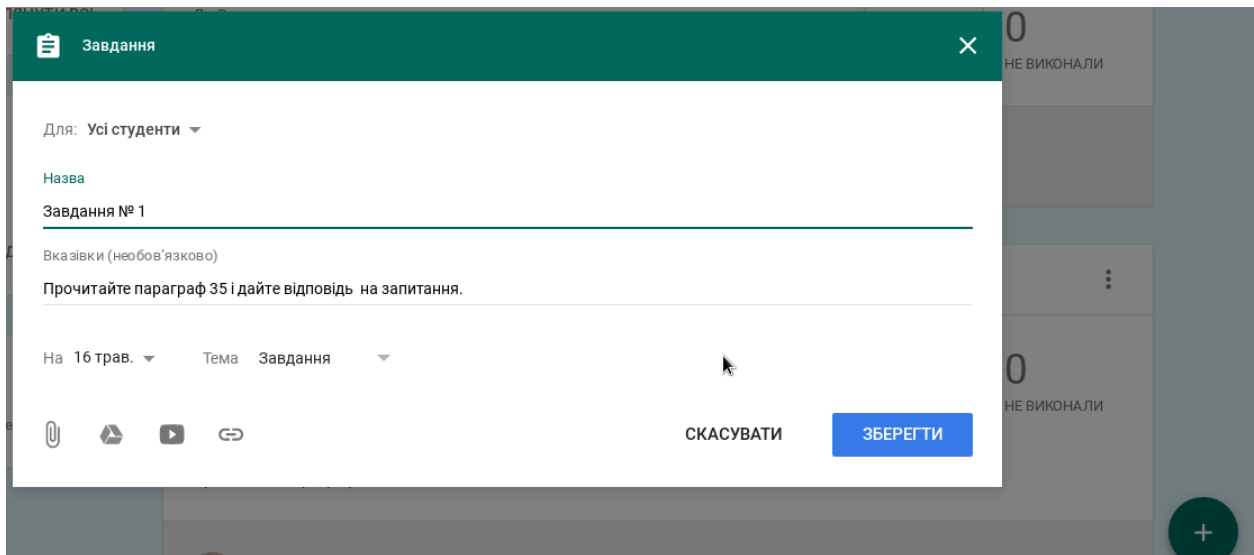 Завдання
0
НЕ ВИКОНАЛИ
Для: Усі студенти
Назва
Завдання № 1
Вказівки (необов'язково)
Прочитайте параграф 35 і дайте відповідь на запитання.
На 16 трав. Тема Завдання
0
НЕ ВИКОНАЛИ
СКАСУВАТИ ЗБЕРЕГТИ